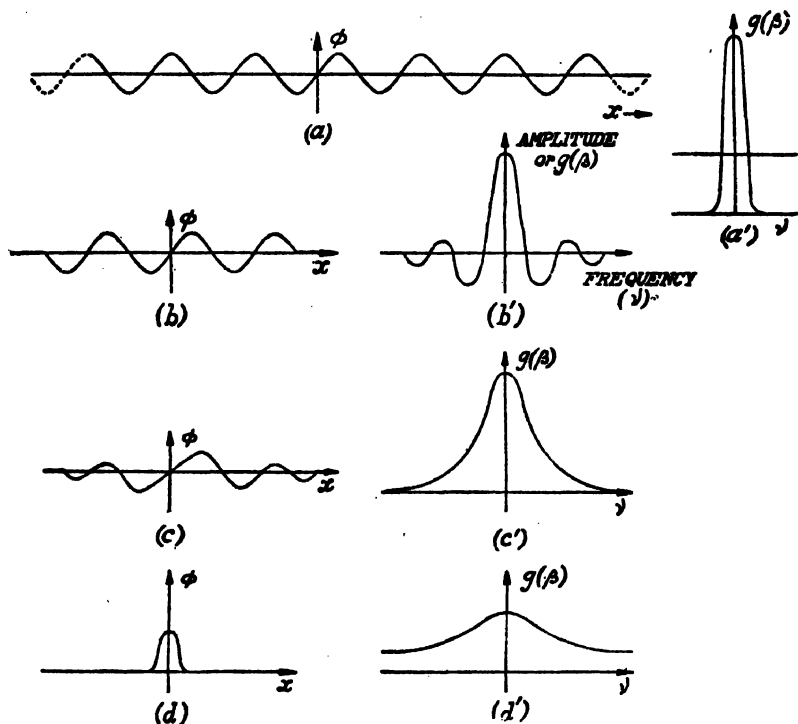 ϕ
x →
(a)
g(β)
ν
(a')
ϕ
x
(b)
AMPLITUDE
or g(β)
FREQUENCY
(ν)
(b')
ϕ
x
(c)
g(β)
ν
(c')
ϕ
x
(d)
g(β)
ν
(d')